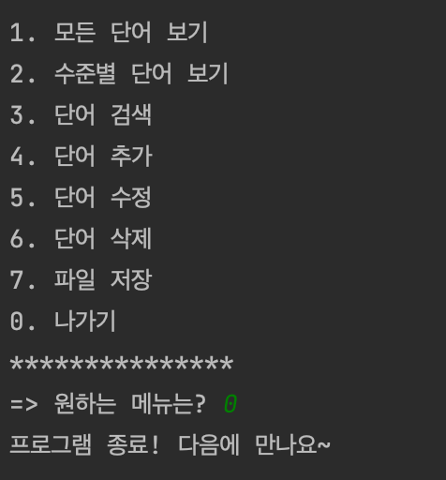 1. 모든 단어 보기
2. 수준별 단어 보기
3. 단어 검색
4. 단어 추가
5. 단어 수정
6. 단어 삭제
7. 파일 저장
0. 나가기
***************
=> 원하는 메뉴는? 0
프로그램 종료! 다음에 만나요~